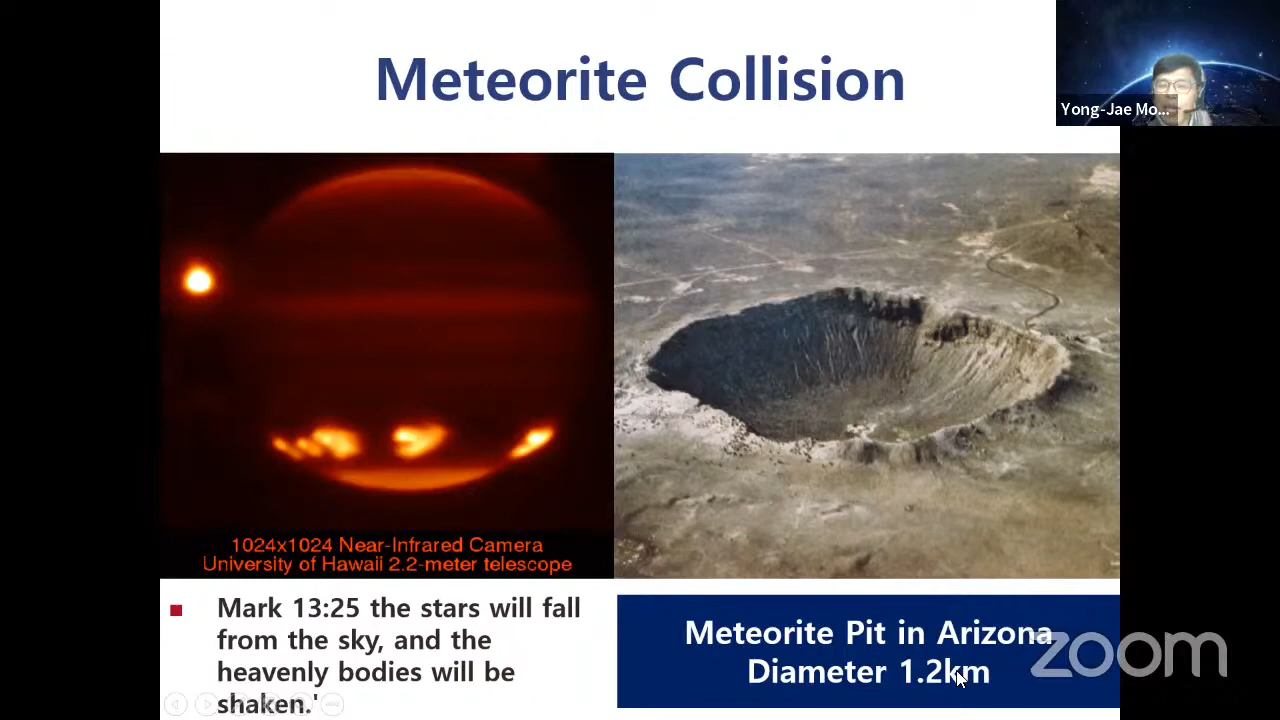 Meteorite Collision
Yong-Jae Mo...
1024x1024 Near-Infrared Camera
University of Hawaii 2.2-meter telescope
Mark 13:25 the stars will fall
from the sky, and the
heavenly bodies will be
shaken.'
Meteorite Pit in Arizona
Diameter 1.2km
zoom